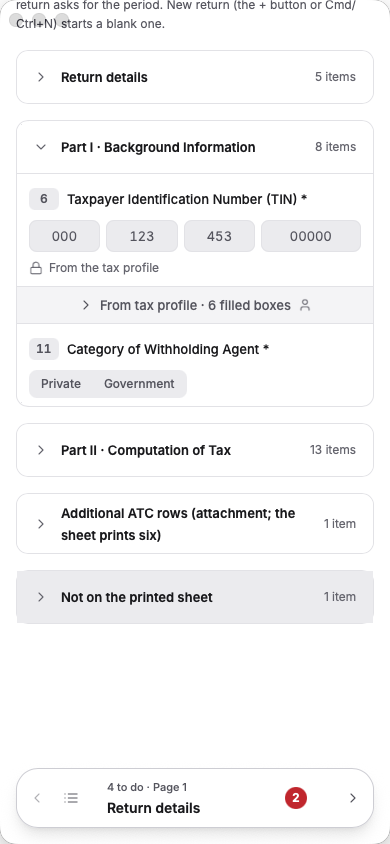 return asks for the period. New return (the + button or Cmd/
Ctrl+N) starts a blank one.
Return details
5 items
Part I · Background Information
8 items
6
Taxpayer Identification Number (TIN) *
000
123
453
00000
From the tax profile
From tax profile · 6 filled boxes
11
Category of Withholding Agent *
Private
Government
Part II · Computation of Tax
13 items
Additional ATC rows (attachment; the
sheet prints six)
1 item
Not on the printed sheet
1 item
4 to do · Page 1
Return details
2